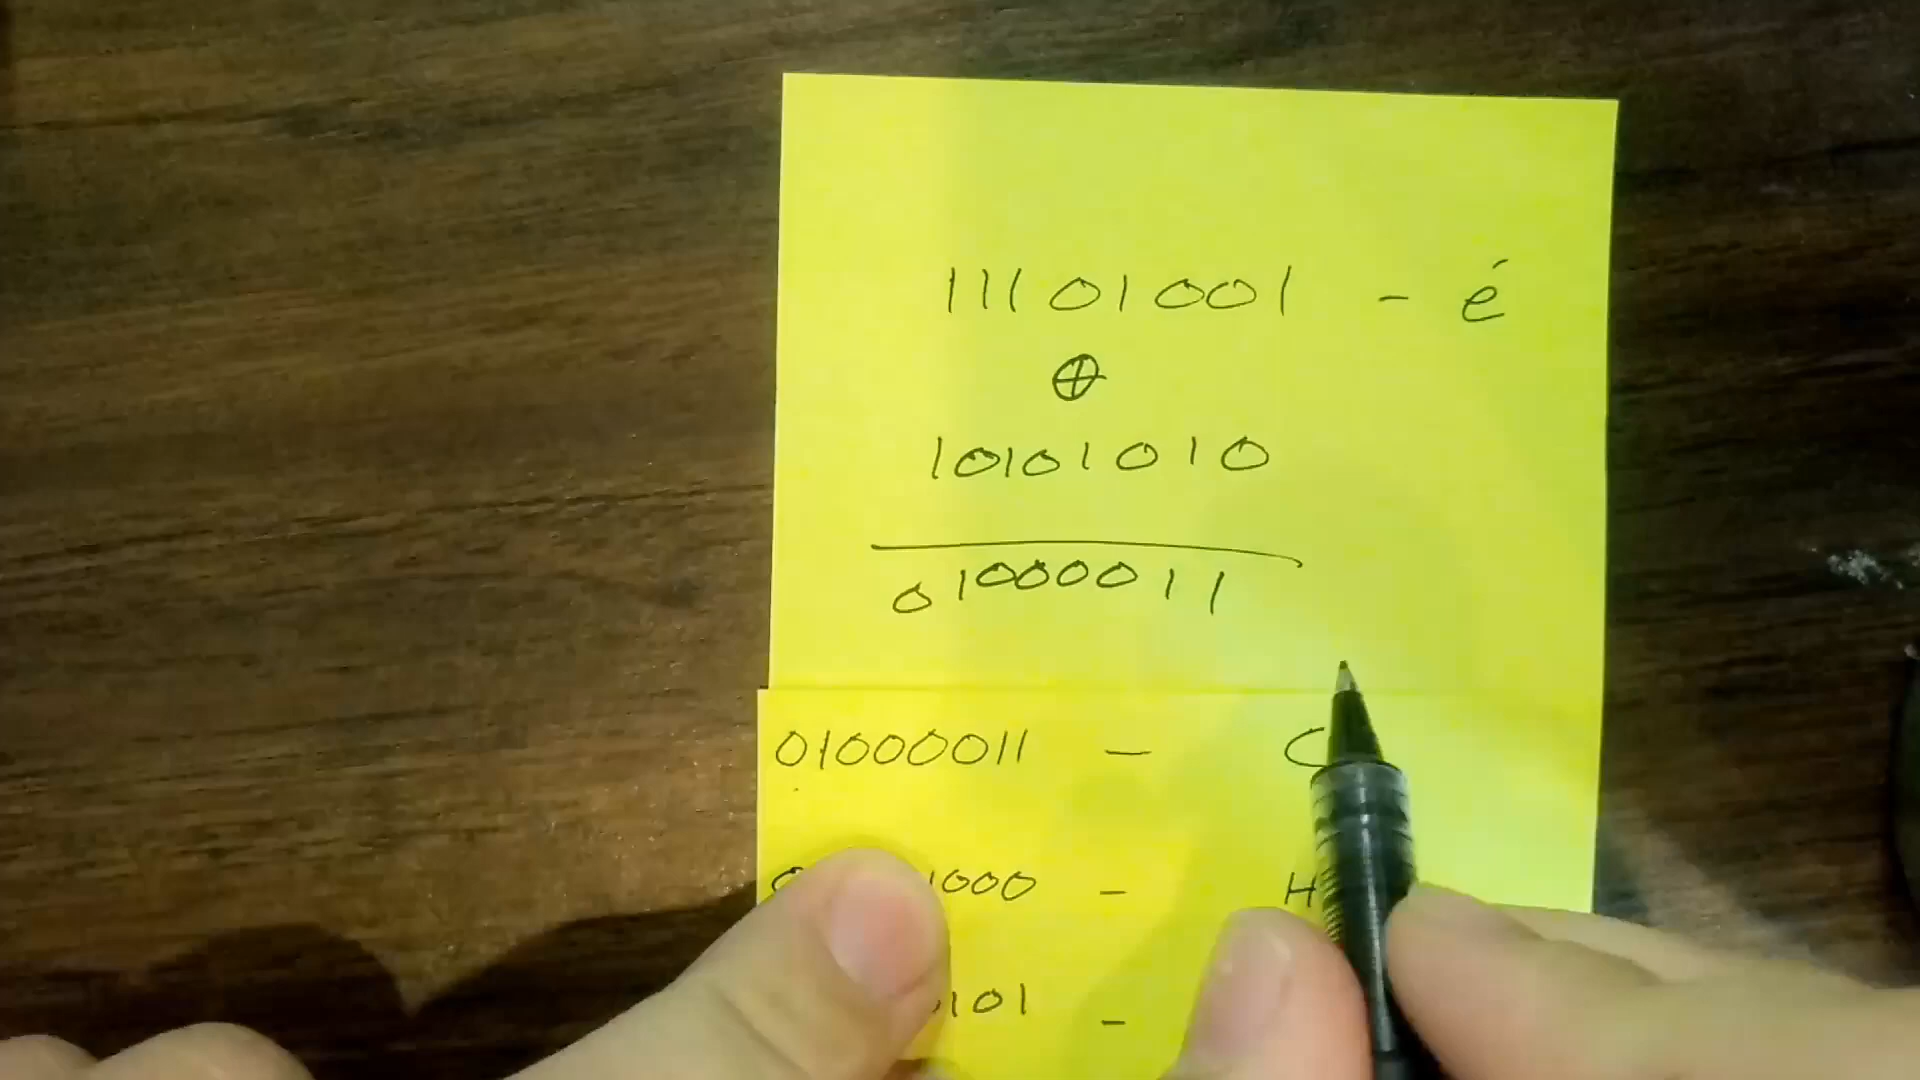 11101001 - é
⊕
10101010
01000011
01000011 - C
1000 - H
101 -